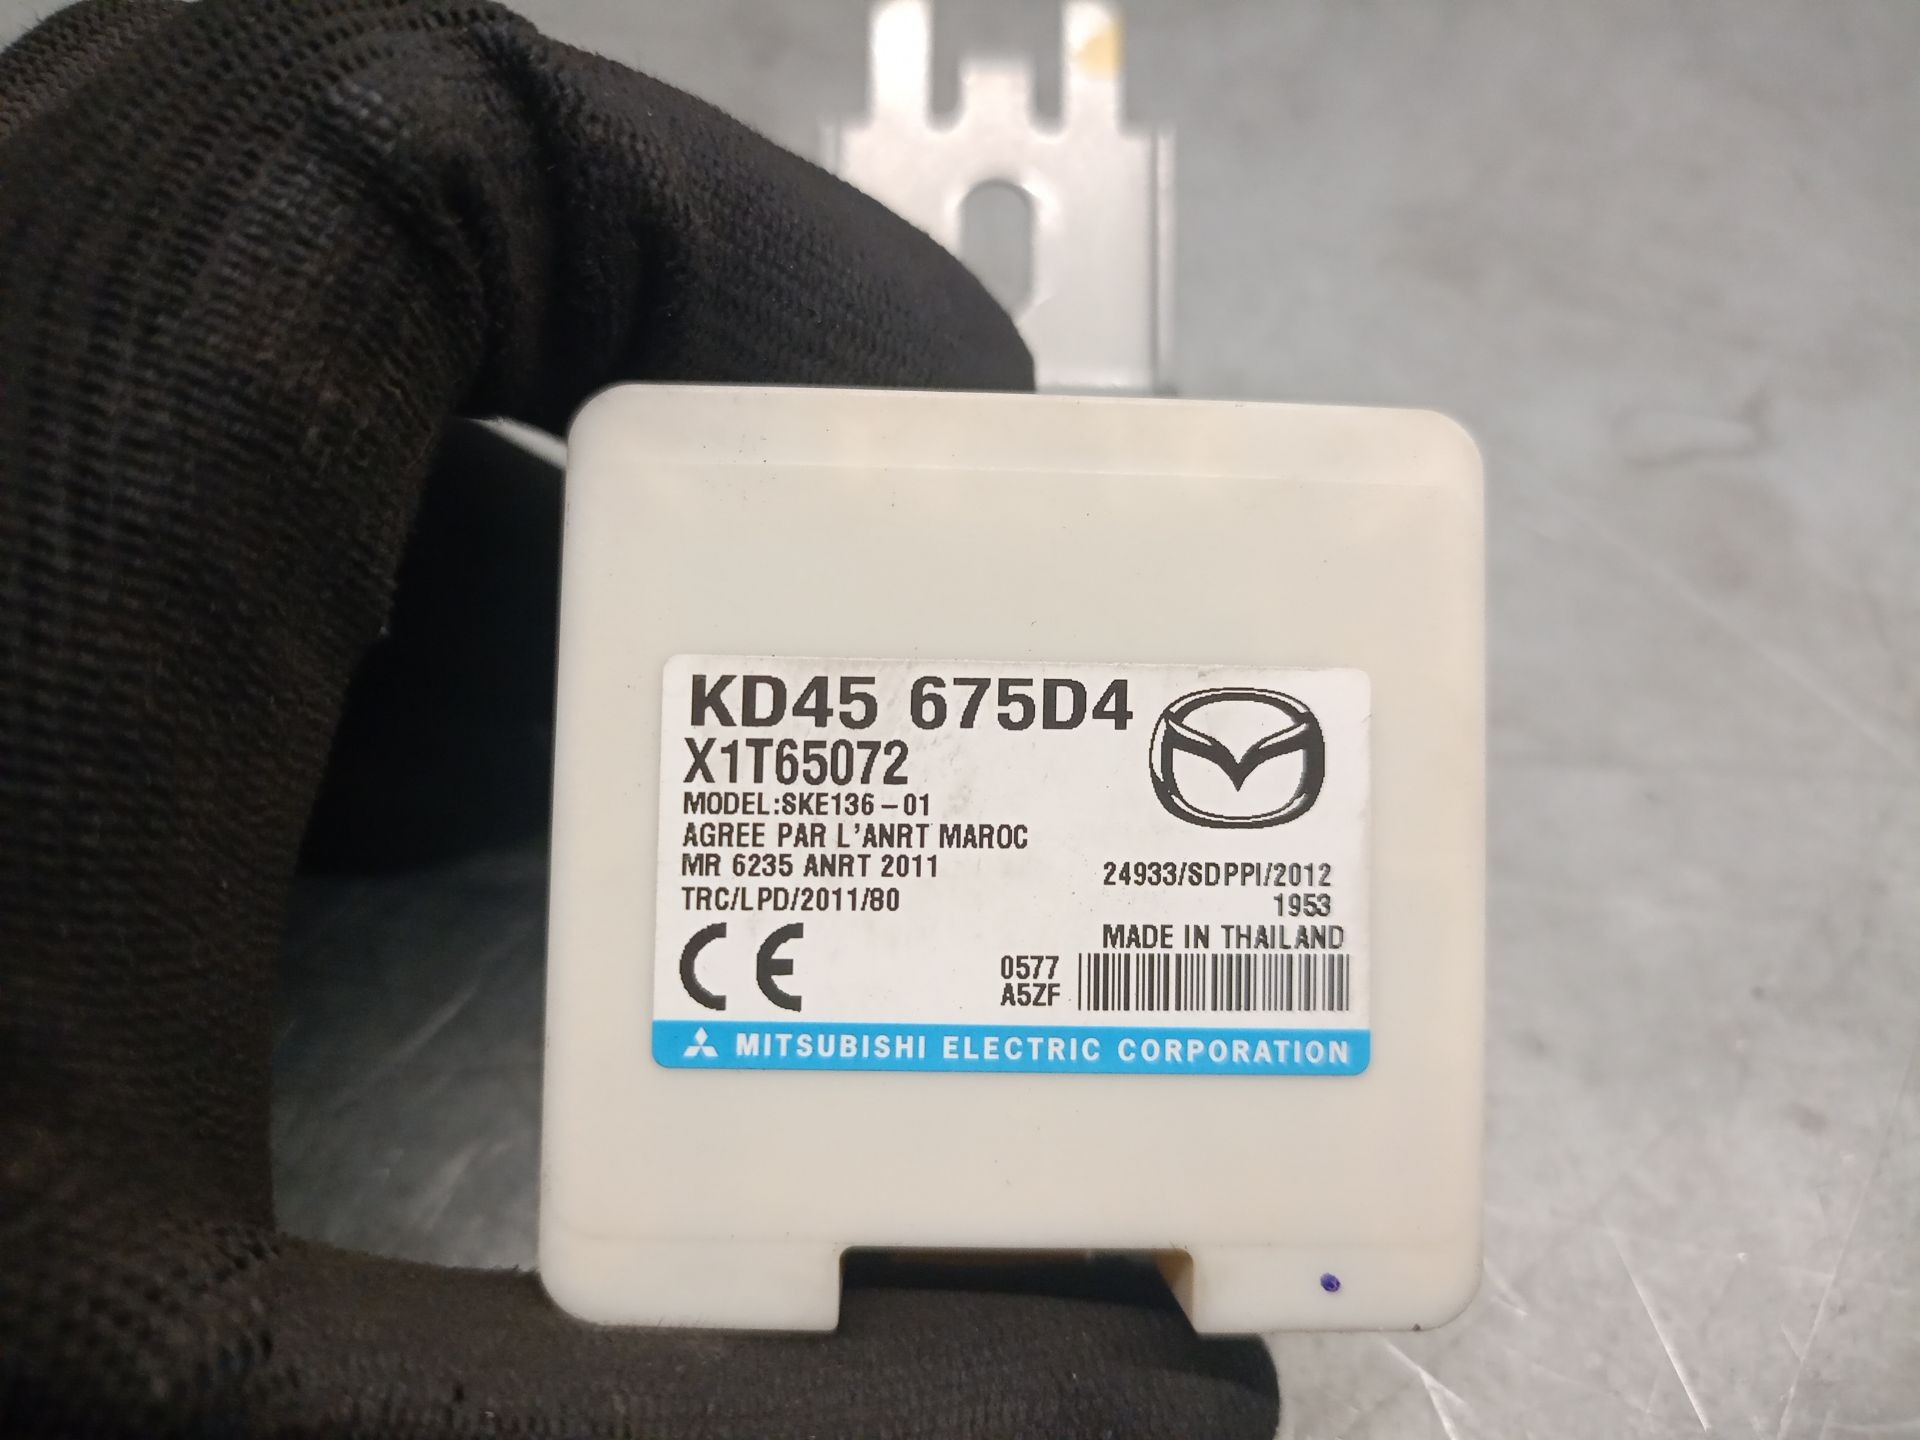 KD45 675D4
X1T65072
MODEL:SKE136-01
AGREE PAR L'ANRT MAROC
MR 6235 ANRT 2011
TRC/LPD/2011/80
24933/SDPPI/2012
1953
MADE IN THAILAND
CE
0577
A5ZF
MITSUBISHI ELECTRIC CORPORATION